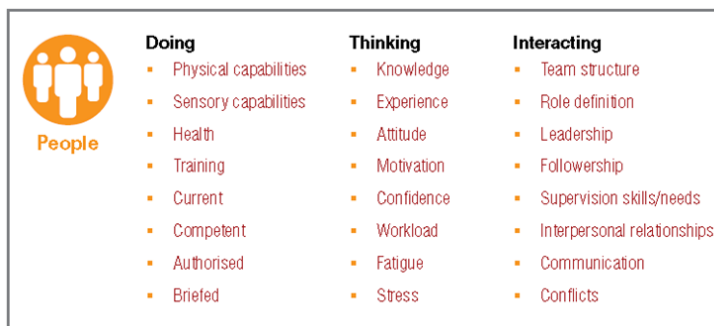 People
Doing
Physical capabilities
Sensory capabilities
Health
Training
Current
Competent
Authorised
Briefed
Thinking
Knowledge
Experience
Attitude
Motivation
Confidence
Workload
Fatigue
Stress
Interacting
Team structure
Role definition
Leadership
Followership
Supervision skills/needs
Interpersonal relationships
Communication
Conflicts